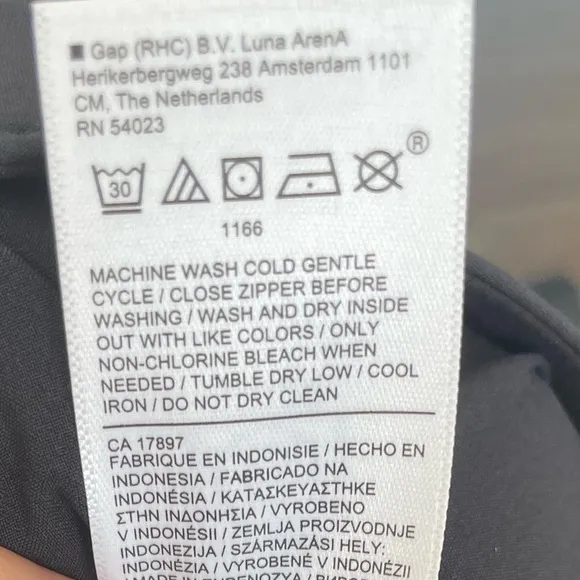 Gap (RHC) B.V. Luna ArenA
Herikerbergweg 238 Amsterdam 1101
CM, The Netherlands
RN 54023
30
®
1166
MACHINE WASH COLD GENTLE
CYCLE / CLOSE ZIPPER BEFORE
WASHING / WASH AND DRY INSIDE
OUT WITH LIKE COLORS / ONLY
NON-CHLORINE BLEACH WHEN
NEEDED / TUMBLE DRY LOW / COOL
IRON / DO NOT DRY CLEAN
CA 17897
FABRIQUE EN INDONISIE / HECHO EN
INDONESIA / FABRICADO NA
INDONÉSIA / ΚΑΤΑΣΚΕΥΑΣΤΗΚΕ
ΣΤΗΝ ΙΝΔΟΝΗΣΙΑ / VYROBENO
V INDONÉSII / ZEMLJA PROIZVODNJE
INDONEZIJA / SZÁRMAZÁSI HELY:
INDONÉZIA / VYROBENÉ V INDONÉZII